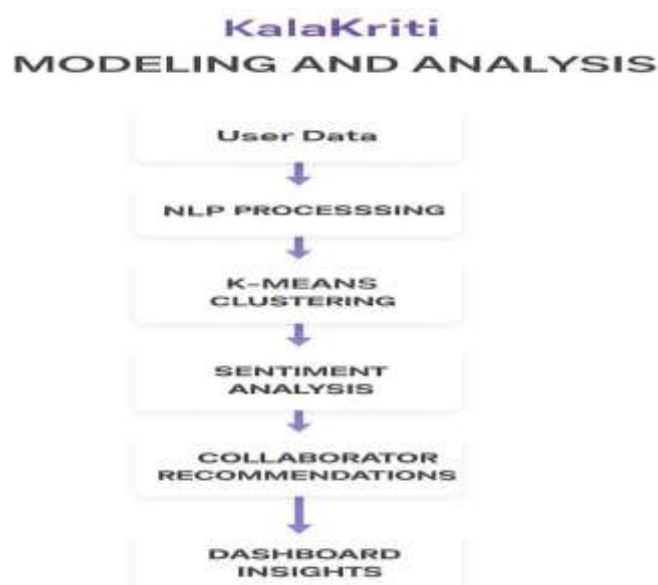 KalaKriti
MODELING AND ANALYSIS
User Data
NLP PROCESSSING
K-MEANS
CLUSTERING
SENTIMENT
ANALYSIS
COLLABORATOR
RECOMMENDATIONS
DASHBOARD
INSIGHTS